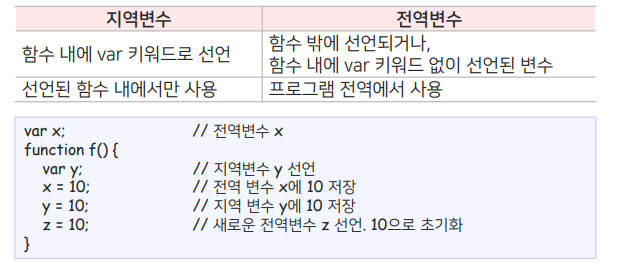 지역변수 전역변수
함수 내에 var 키워드로 선언 함수 밖에 선언되거나,
함수 내에 var 키워드 없이 선언된 변수
선언된 함수 내에서만 사용 프로그램 전역에서 사용
var x; // 전역변수 x
function f() {
var y; // 지역변수 y 선언
x = 10; // 전역 변수 x에 10 저장
y = 10; // 지역 변수 y에 10 저장
z = 10; // 새로운 전역변수 z 선언. 10으로 초기화
}